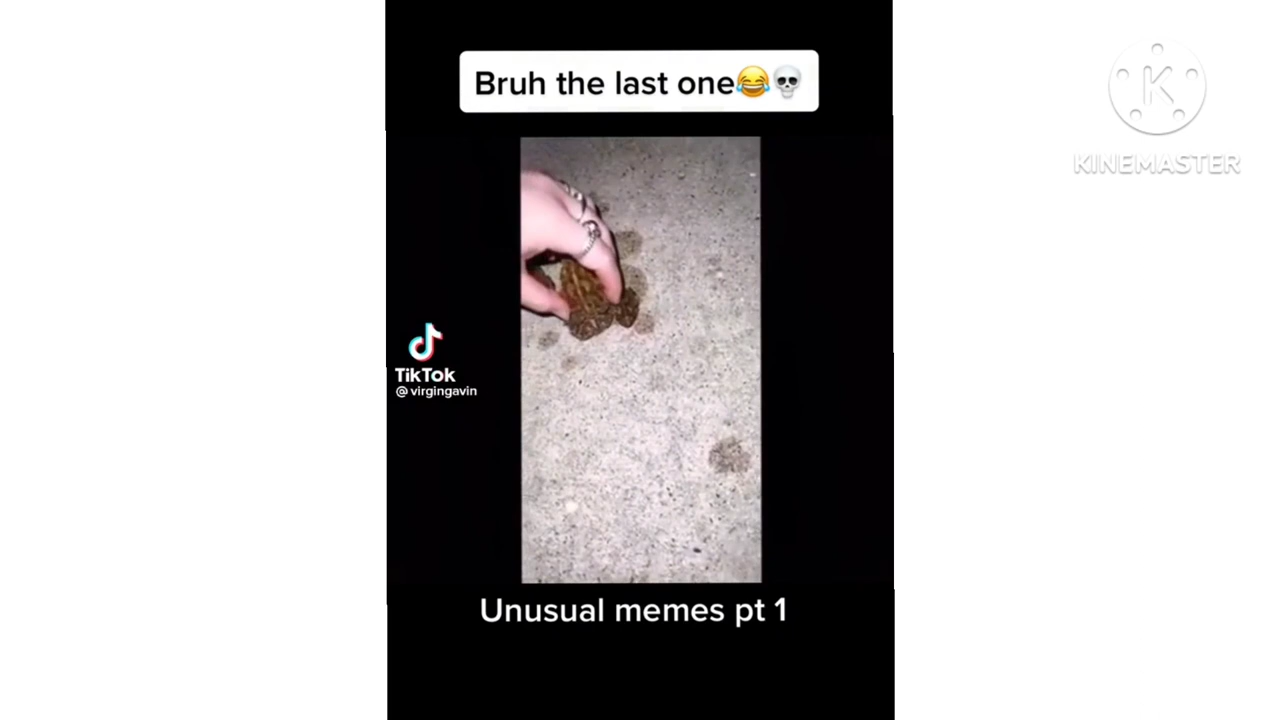 Bruh the last one😂💀
KINEMASTER
TikTok
@virgingavin
Unusual memes pt 1